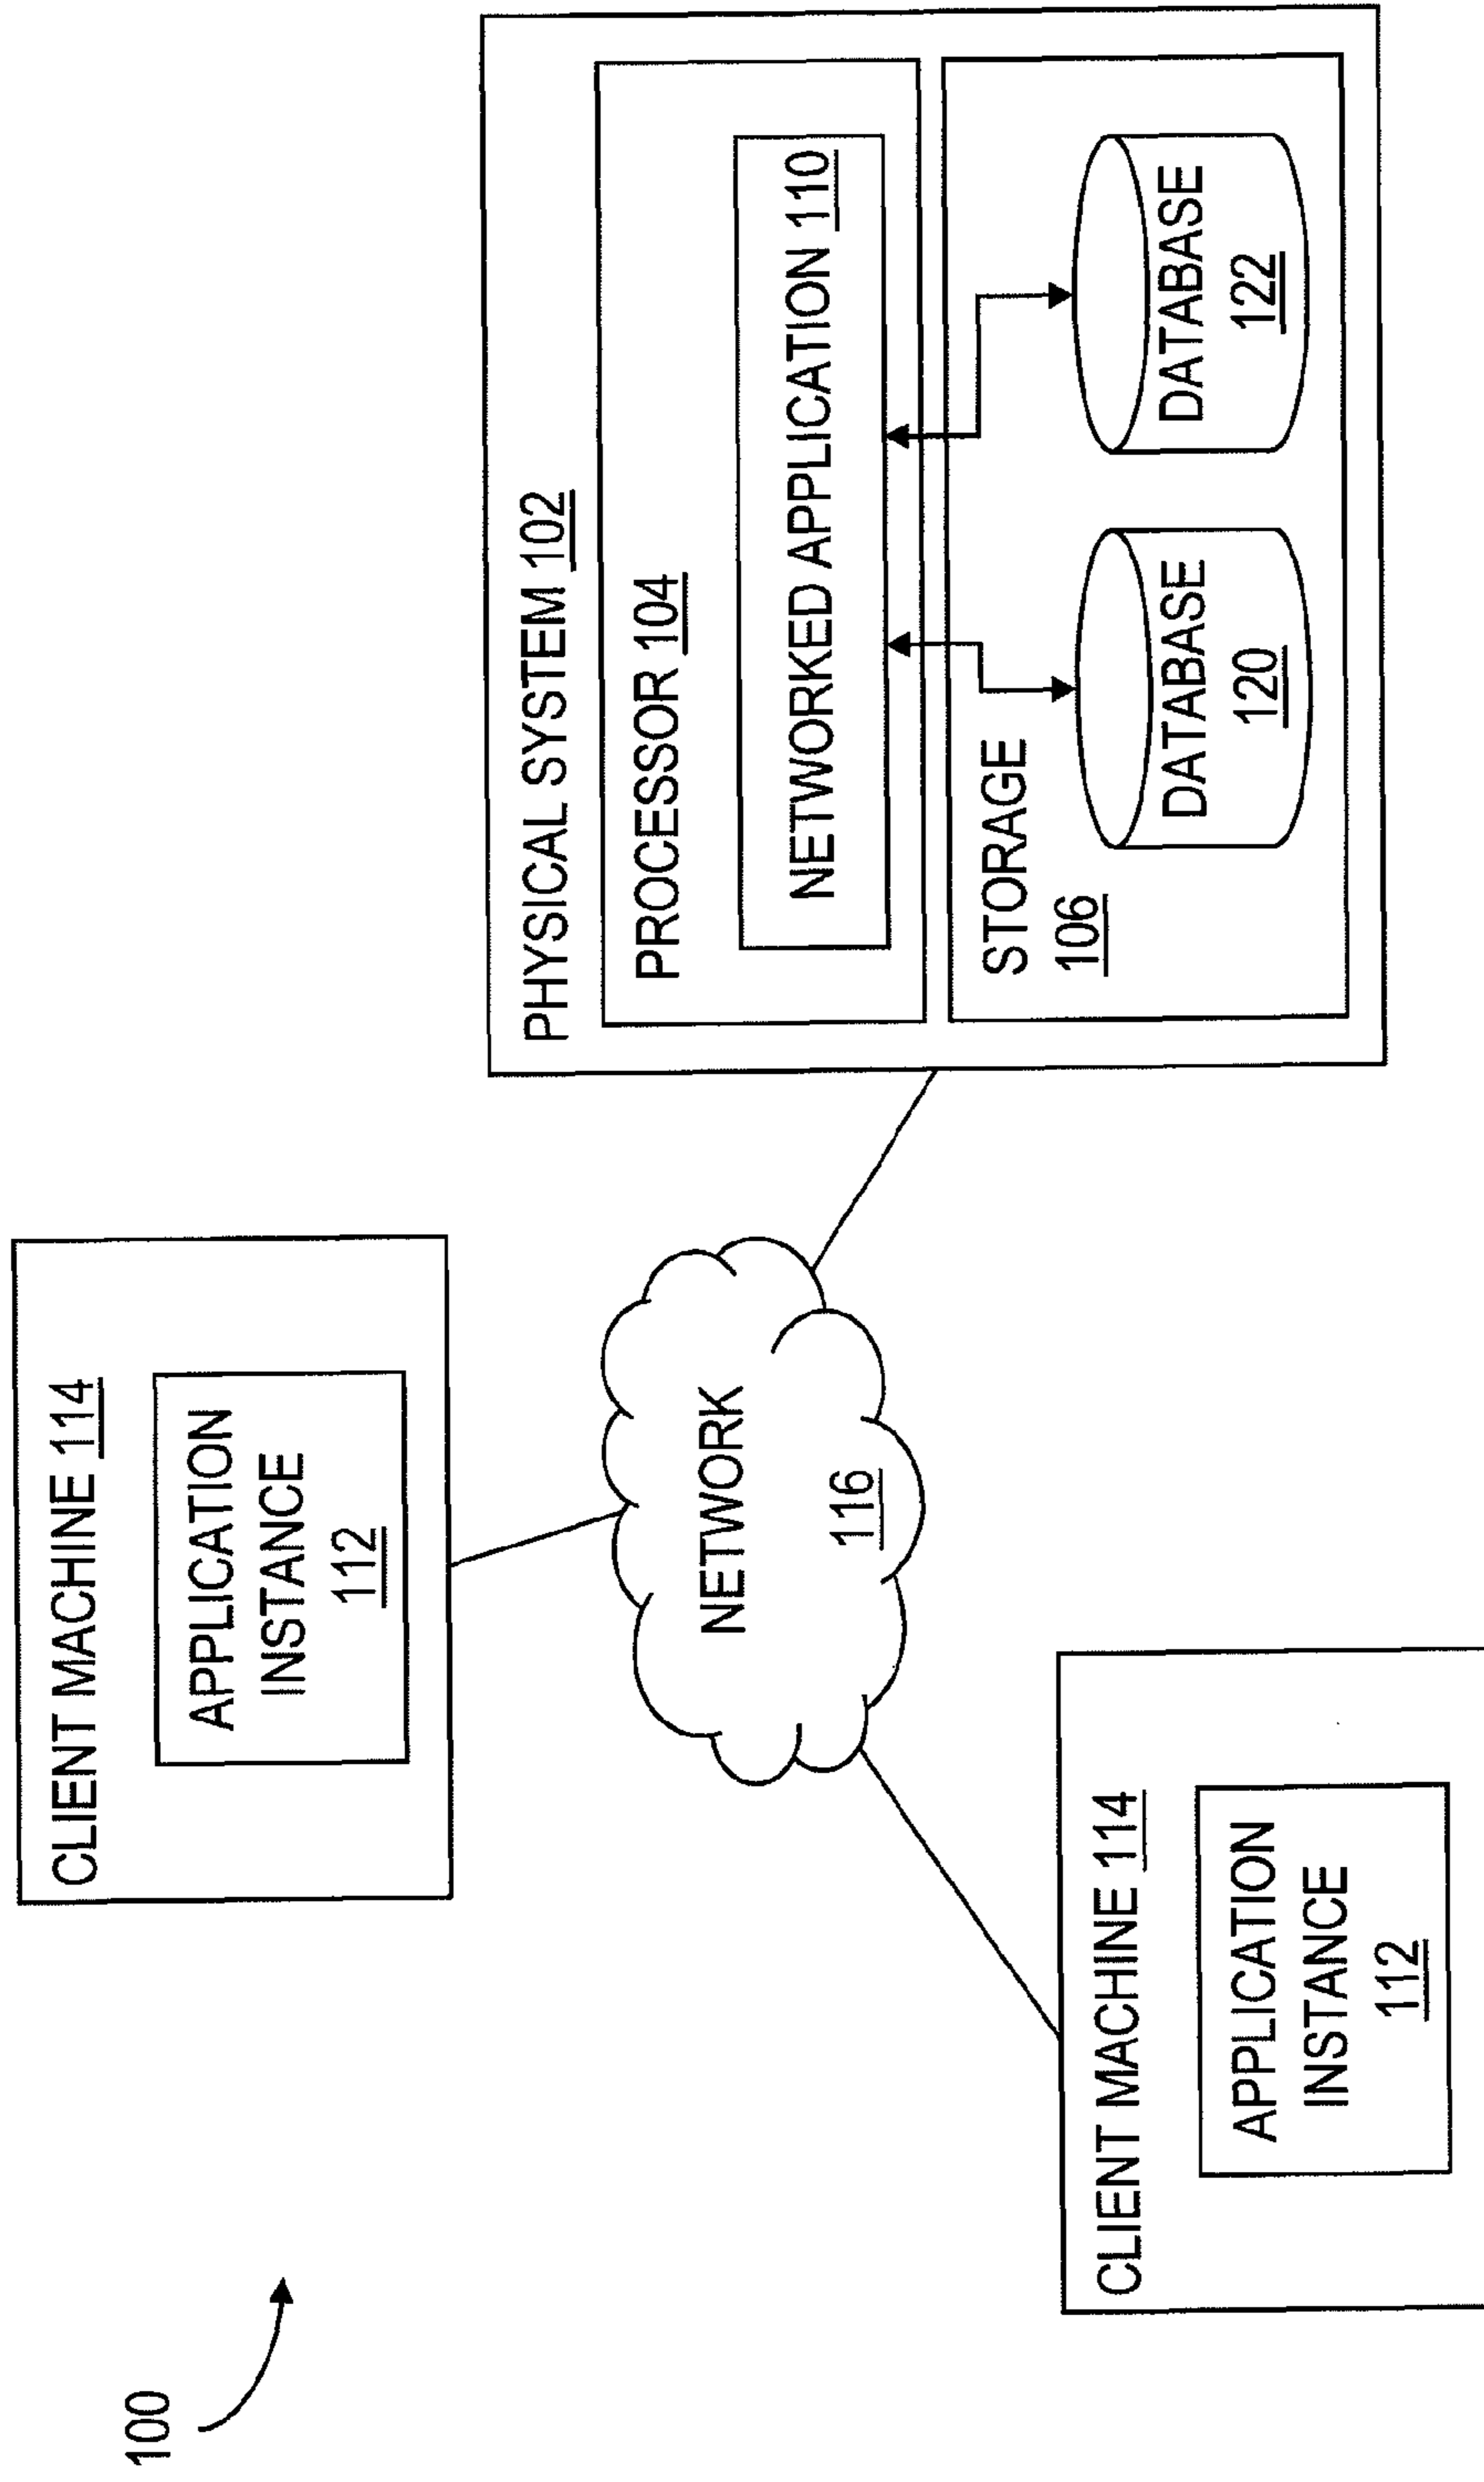 100
CLIENT MACHINE 114
APPLICATION
INSTANCE
112
CLIENT MACHINE 114
APPLICATION
INSTANCE
112
NETWORK
116
PHYSICAL SYSTEM 102
PROCESSOR 104
NETWORKED APPLICATION 110
STORAGE
106
DATABASE
120
DATABASE
122